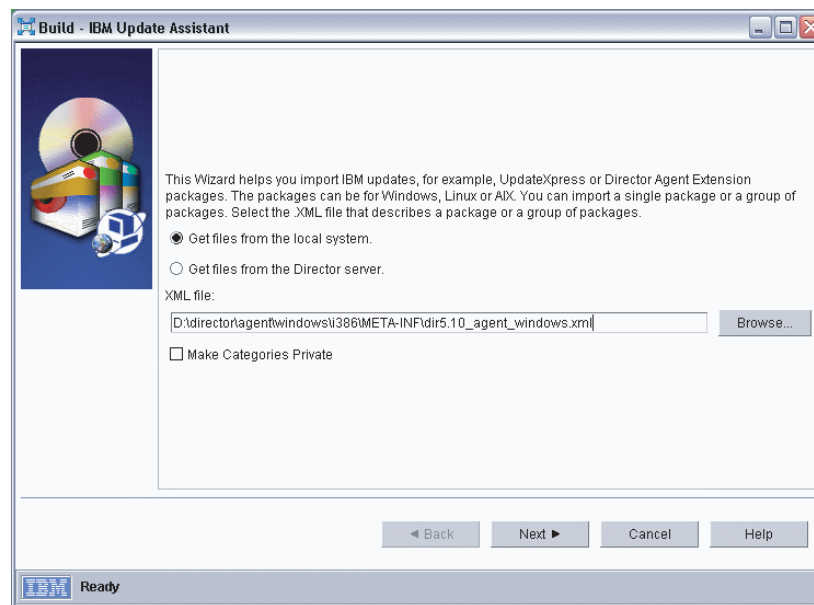 Build - IBM Update Assistant
This Wizard helps you import IBM updates, for example, UpdateXpress or Director Agent Extension
packages. The packages can be for Windows, Linux or AIX. You can import a single package or a group of
packages. Select the .XML file that describes a package or a group of packages.
Get files from the local system.
Get files from the Director server.
XML file:
D:\director\agent\windows\i386\META-INF\dir5.10_agent_windows.xml
Browse...
Make Categories Private
◄ Back Next ► Cancel Help
IBM Ready